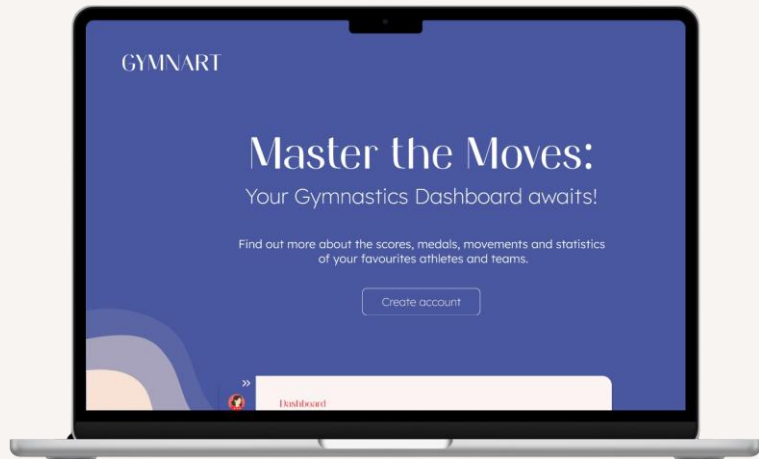 GYMNART
Master the Moves:
Your Gymnastics Dashboard awaits!
Find out more about the scores, medals, movements and statistics
of your favourites athletes and teams.
Create account
»
Dashboard